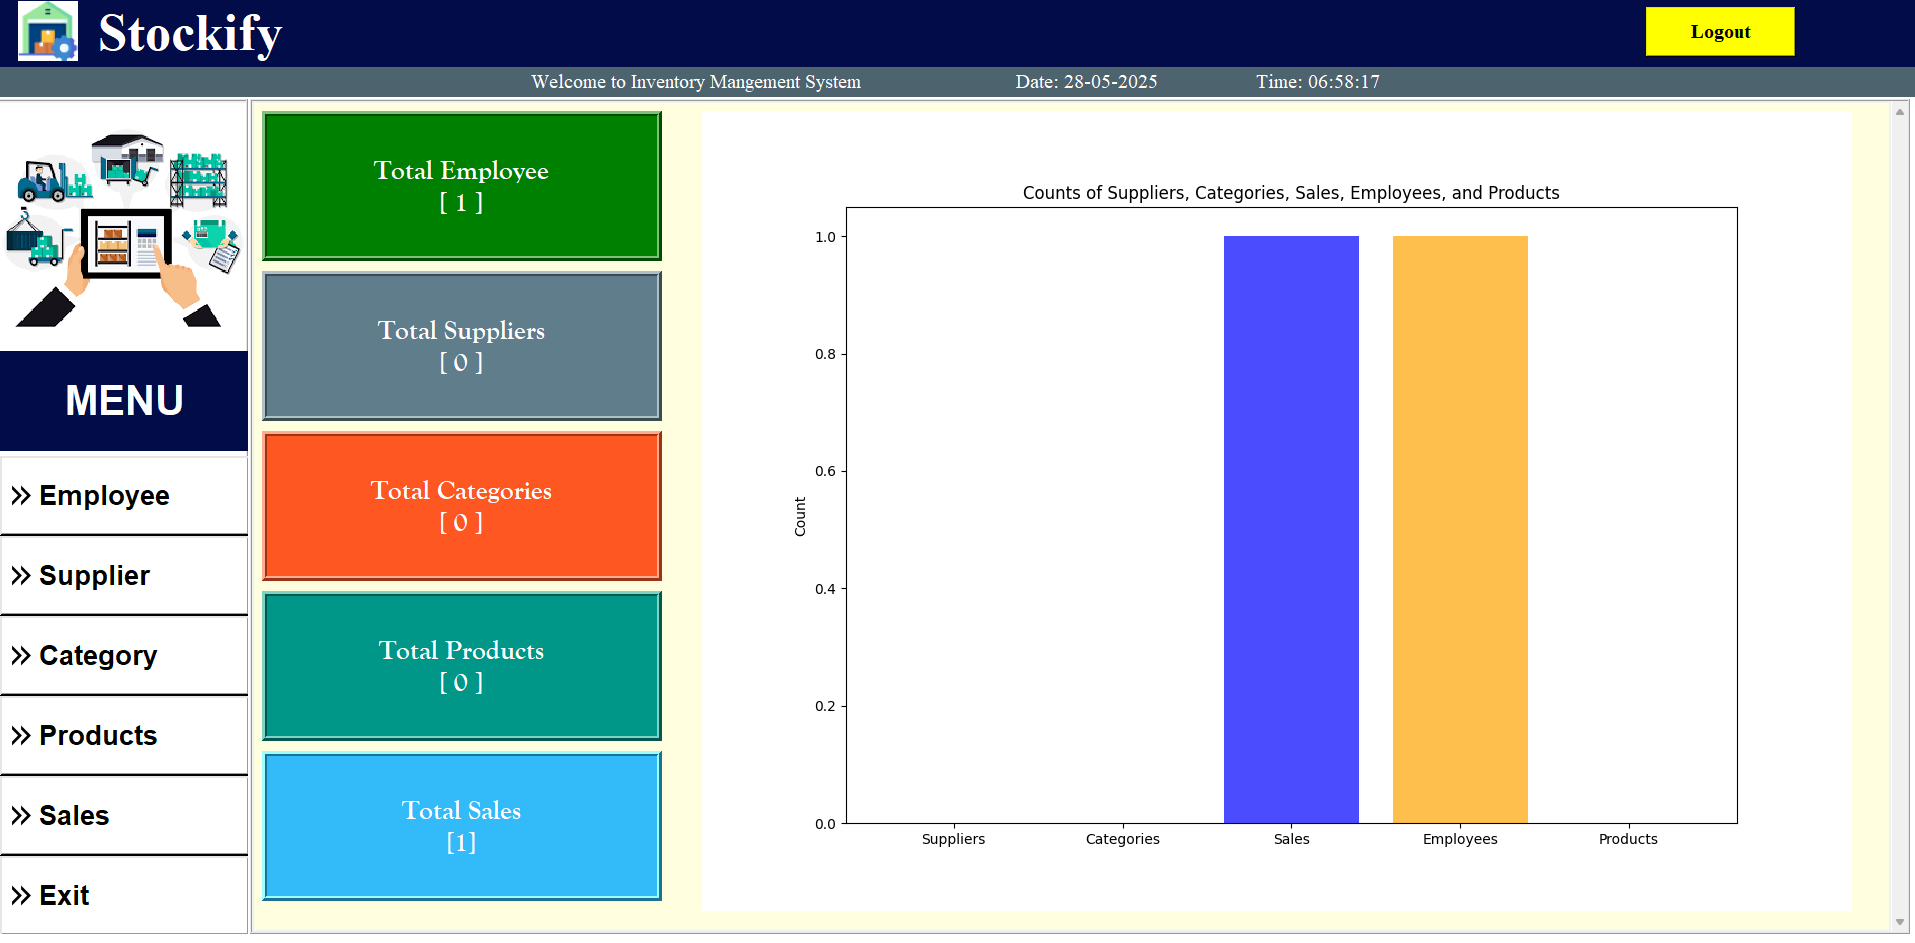 Stockify
Logout
Welcome to Inventory Mangement System
Date: 28-05-2025
Time: 06:58:17
MENU
» Employee
» Supplier
» Category
» Products
» Sales
» Exit
Total Employee
[ 1 ]
Total Suppliers
[ 0 ]
Total Categories
[ 0 ]
Total Products
[ 0 ]
Total Sales
[1]
Counts of Suppliers, Categories, Sales, Employees, and Products
Count
1.0
0.8
0.6
0.4
0.2
0.0
Suppliers
Categories
Sales
Employees
Products